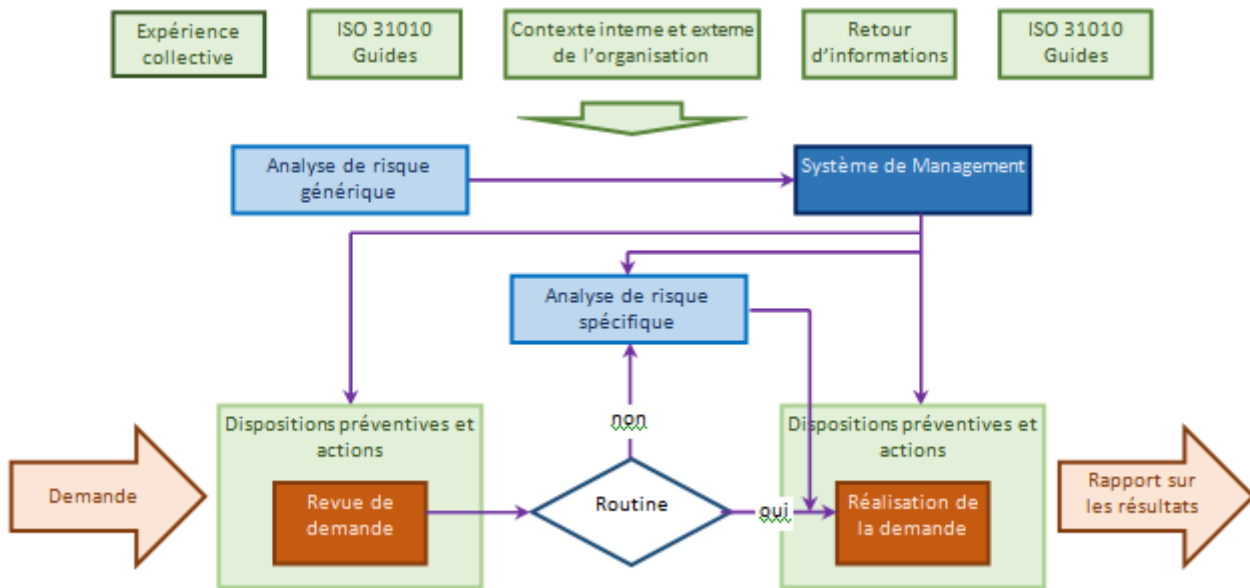 Expérience
collective
ISO 31010
Guides
Contexte interne et externe
de l'organisation
Retour
d'informations
ISO 31010
Guides
Analyse de risque
générique
Système de Management
Analyse de risque
spécifique
non
Dispositions préventives et
actions
Dispositions préventives et
actions
Demande
Revue de
demande
Routine
oui
Réalisation de
la demande
Rapport sur
les résultats